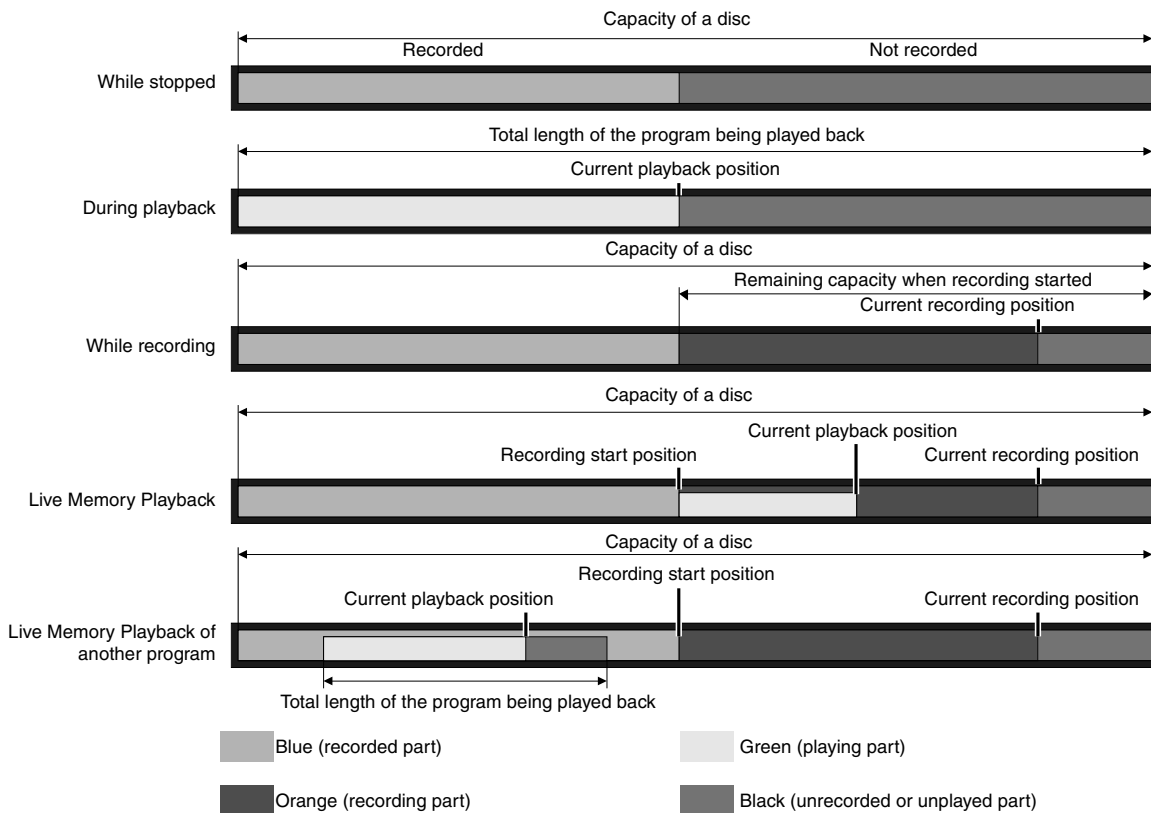 Capacity of a disc
Recorded
Not recorded
While stopped
Total length of the program being played back
Current playback position
During playback
Capacity of a disc
Remaining capacity when recording started
Current recording position
While recording
Capacity of a disc
Current playback position
Recording start position
Current recording position
Live Memory Playback
Capacity of a disc
Recording start position
Current playback position
Current recording position
Live Memory Playback of
another program
Total length of the program being played back
Blue (recorded part)
Green (playing part)
Orange (recording part)
Black (unrecorded or unplayed part)